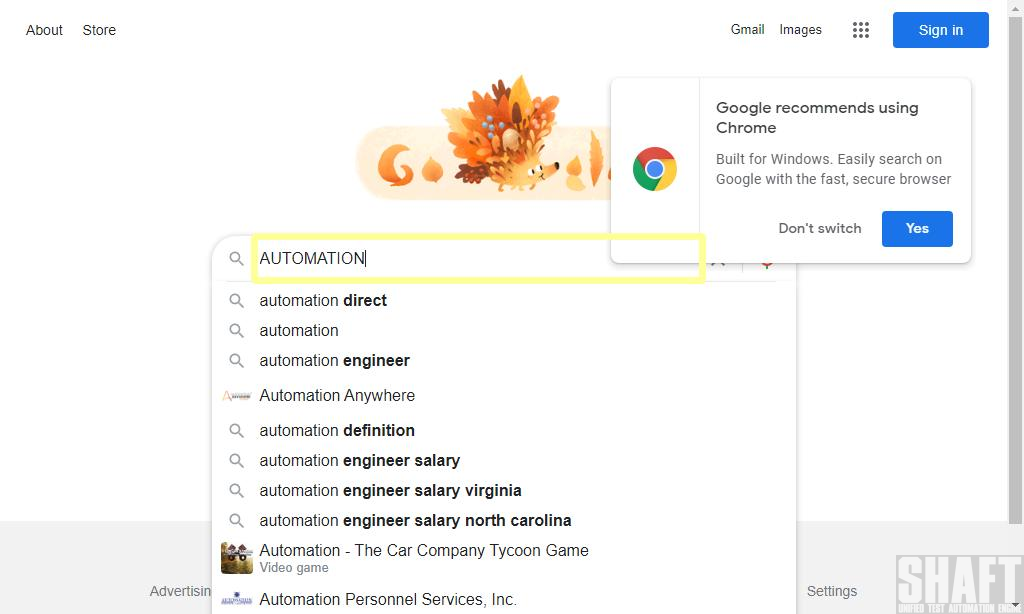 About Store
Gmail Images
Sign in
Google recommends using
Chrome
Built for Windows. Easily search on
Google with the fast, secure browser
Don't switch
Yes
AUTOMATION
automation direct
automation
automation engineer
Automation Anywhere
automation definition
automation engineer salary
automation engineer salary virginia
automation engineer salary north carolina
Automation - The Car Company Tycoon Game
Video game
Automation Personnel Services, Inc.
Settings
SHAFT
UNIFIED TEST AUTOMATION